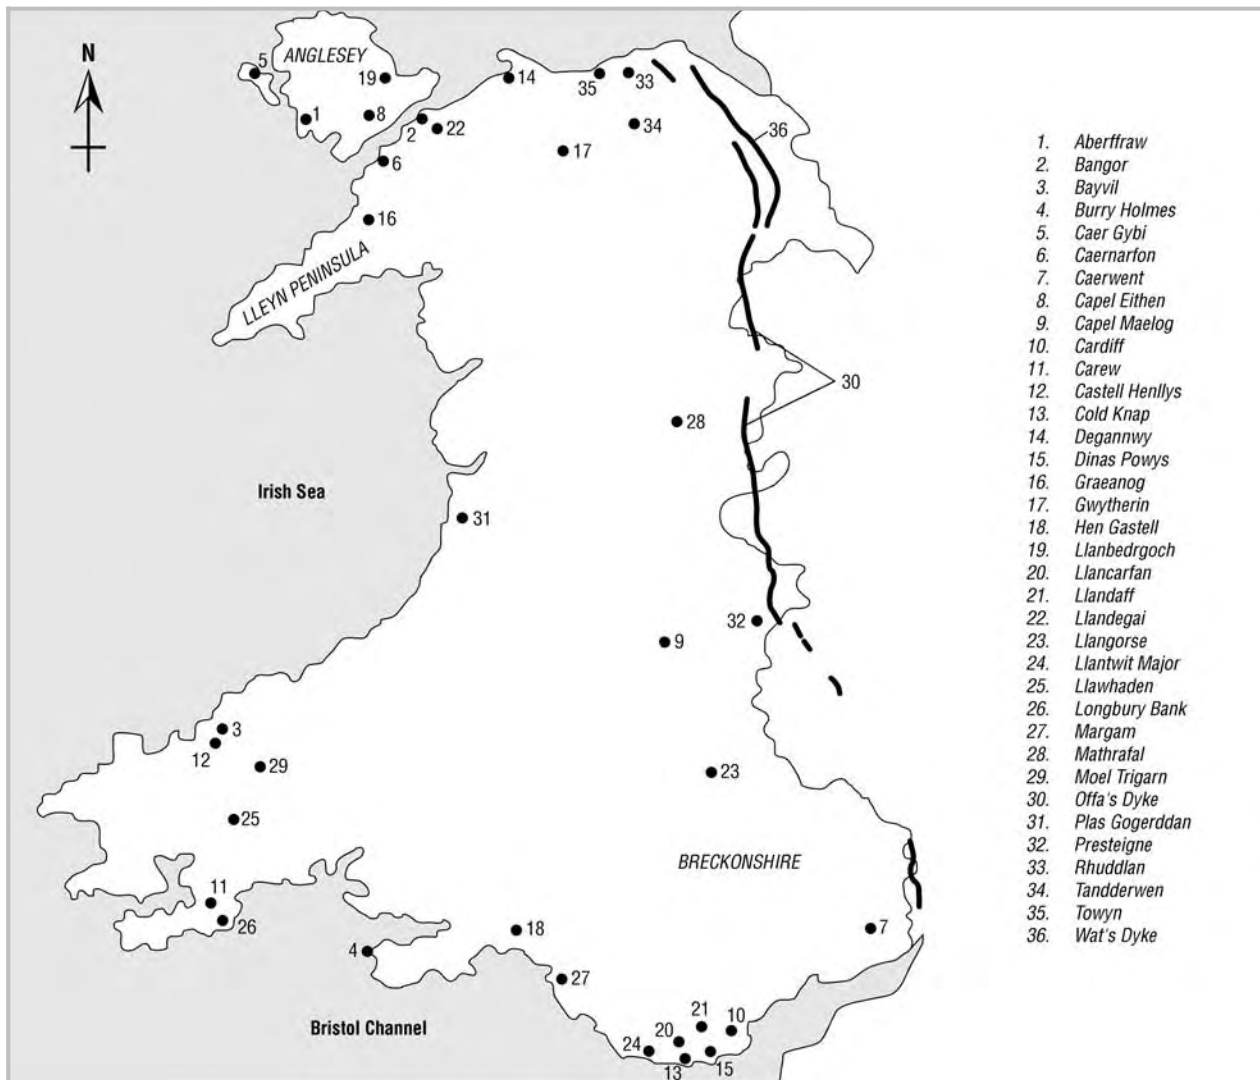 N
ANGLESEY
5
19
1
8
2
22
6
14
35
33
34
17
36
16
LLEYN PENINSULA
30
28
Irish Sea
31
32
9
3
12
29
25
23
BRECKONSHIRE
11
26
4
18
7
27
Bristol Channel
21
10
20
24
13
15
1. Aberffraw
2. Bangor
3. Bayvil
4. Burry Holmes
5. Caer Gybi
6. Caernarfon
7. Caerwent
8. Capel Eithen
9. Capel Maelog
10. Cardiff
11. Carew
12. Castell Henllys
13. Cold Knap
14. Degannwy
15. Dinas Powys
16. Graeanog
17. Gwytherin
18. Hen Gastell
19. Llanbedrgoch
20. Llancarfan
21. Llandaff
22. Llandegai
23. Llangorse
24. Llantwit Major
25. Llawhaden
26. Longbury Bank
27. Margam
28. Mathrafal
29. Moel Trigarn
30. Offa's Dyke
31. Plas Gogerddan
32. Presteigne
33. Rhuddlan
34. Tandderwen
35. Towyn
36. Wat's Dyke